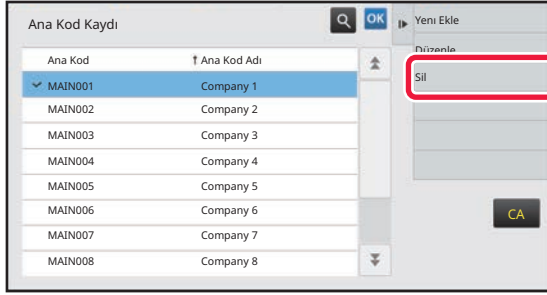 Ana Kod Kaydı
OK
Yeni Ekle
Düzenle
Sil
Ana Kod Ana Kod Adı
MAIN001 Company 1
MAIN002 Company 2
MAIN003 Company 3
MAIN004 Company 4
MAIN005 Company 5
MAIN006 Company 6
MAIN007 Company 7
MAIN008 Company 8
CA